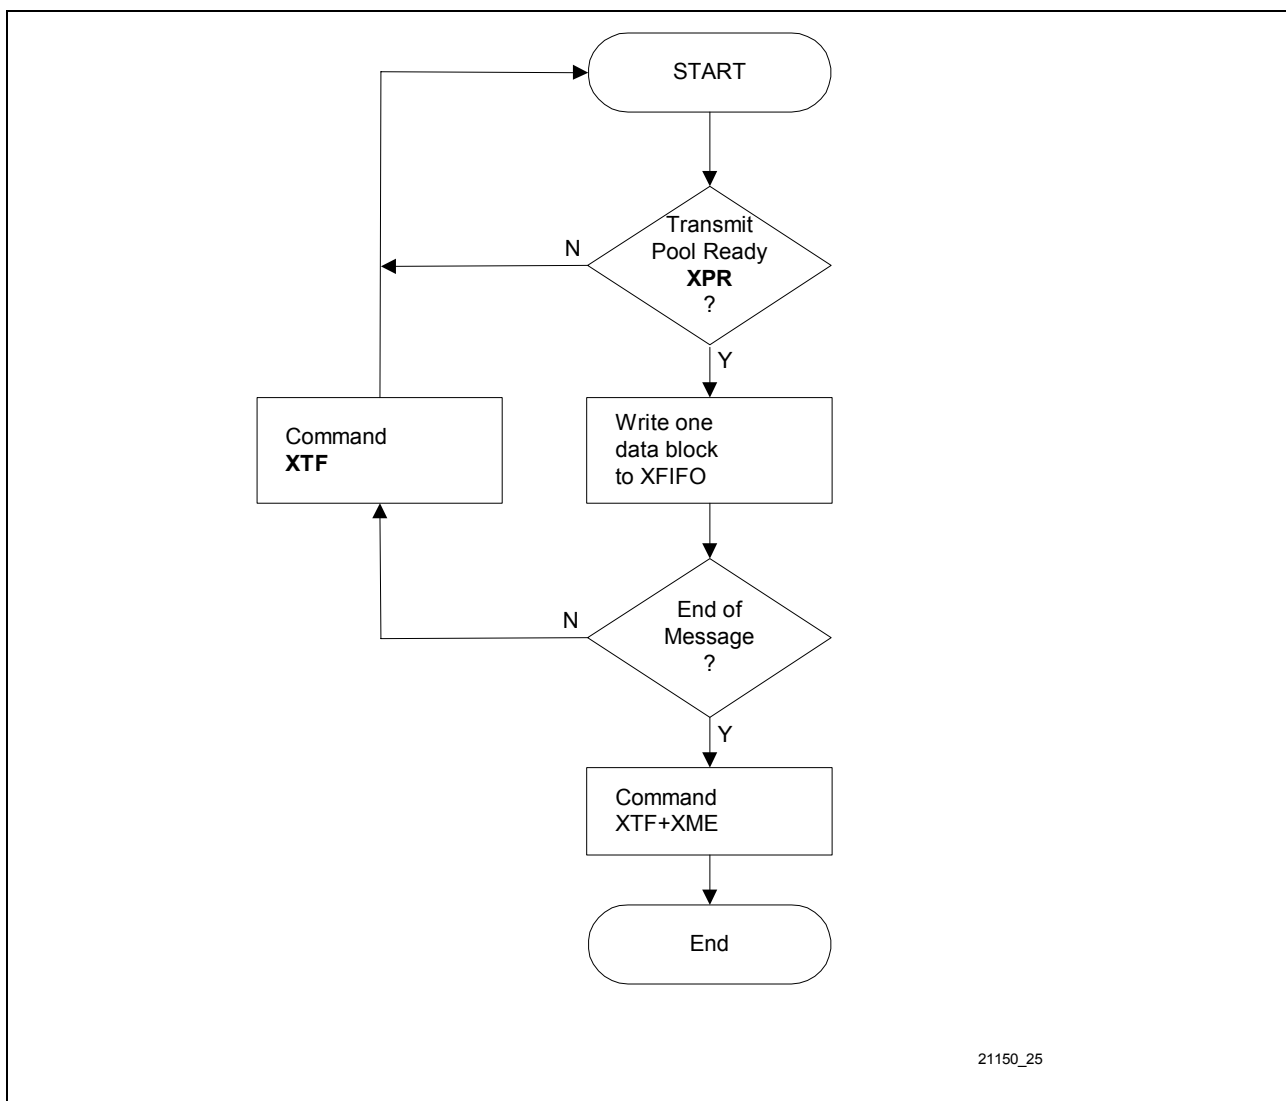 START
Transmit
Pool Ready
XPR
?
N
Y
Command
XTF
Write one
data block
to XFIFO
End of
Message
?
N
Y
Command
XTF+XME
End
21150_25